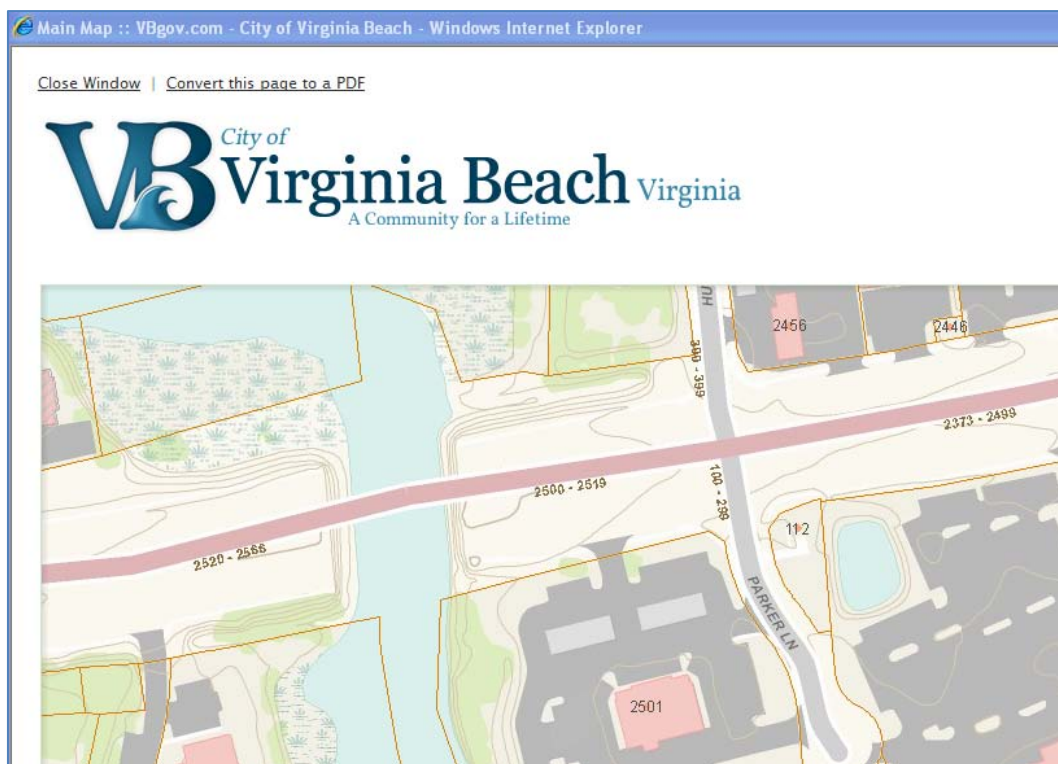 Main Map :: VBgov.com - City of Virginia Beach - Windows Internet Explorer
Close Window | Convert this page to a PDF
VB
City of
Virginia Beach Virginia
A Community for a Lifetime
HU
2456
2446
300 - 399
2373 - 2499
2500 - 2519
100 - 299
112
2520 - 2568
PARKER LN
2501